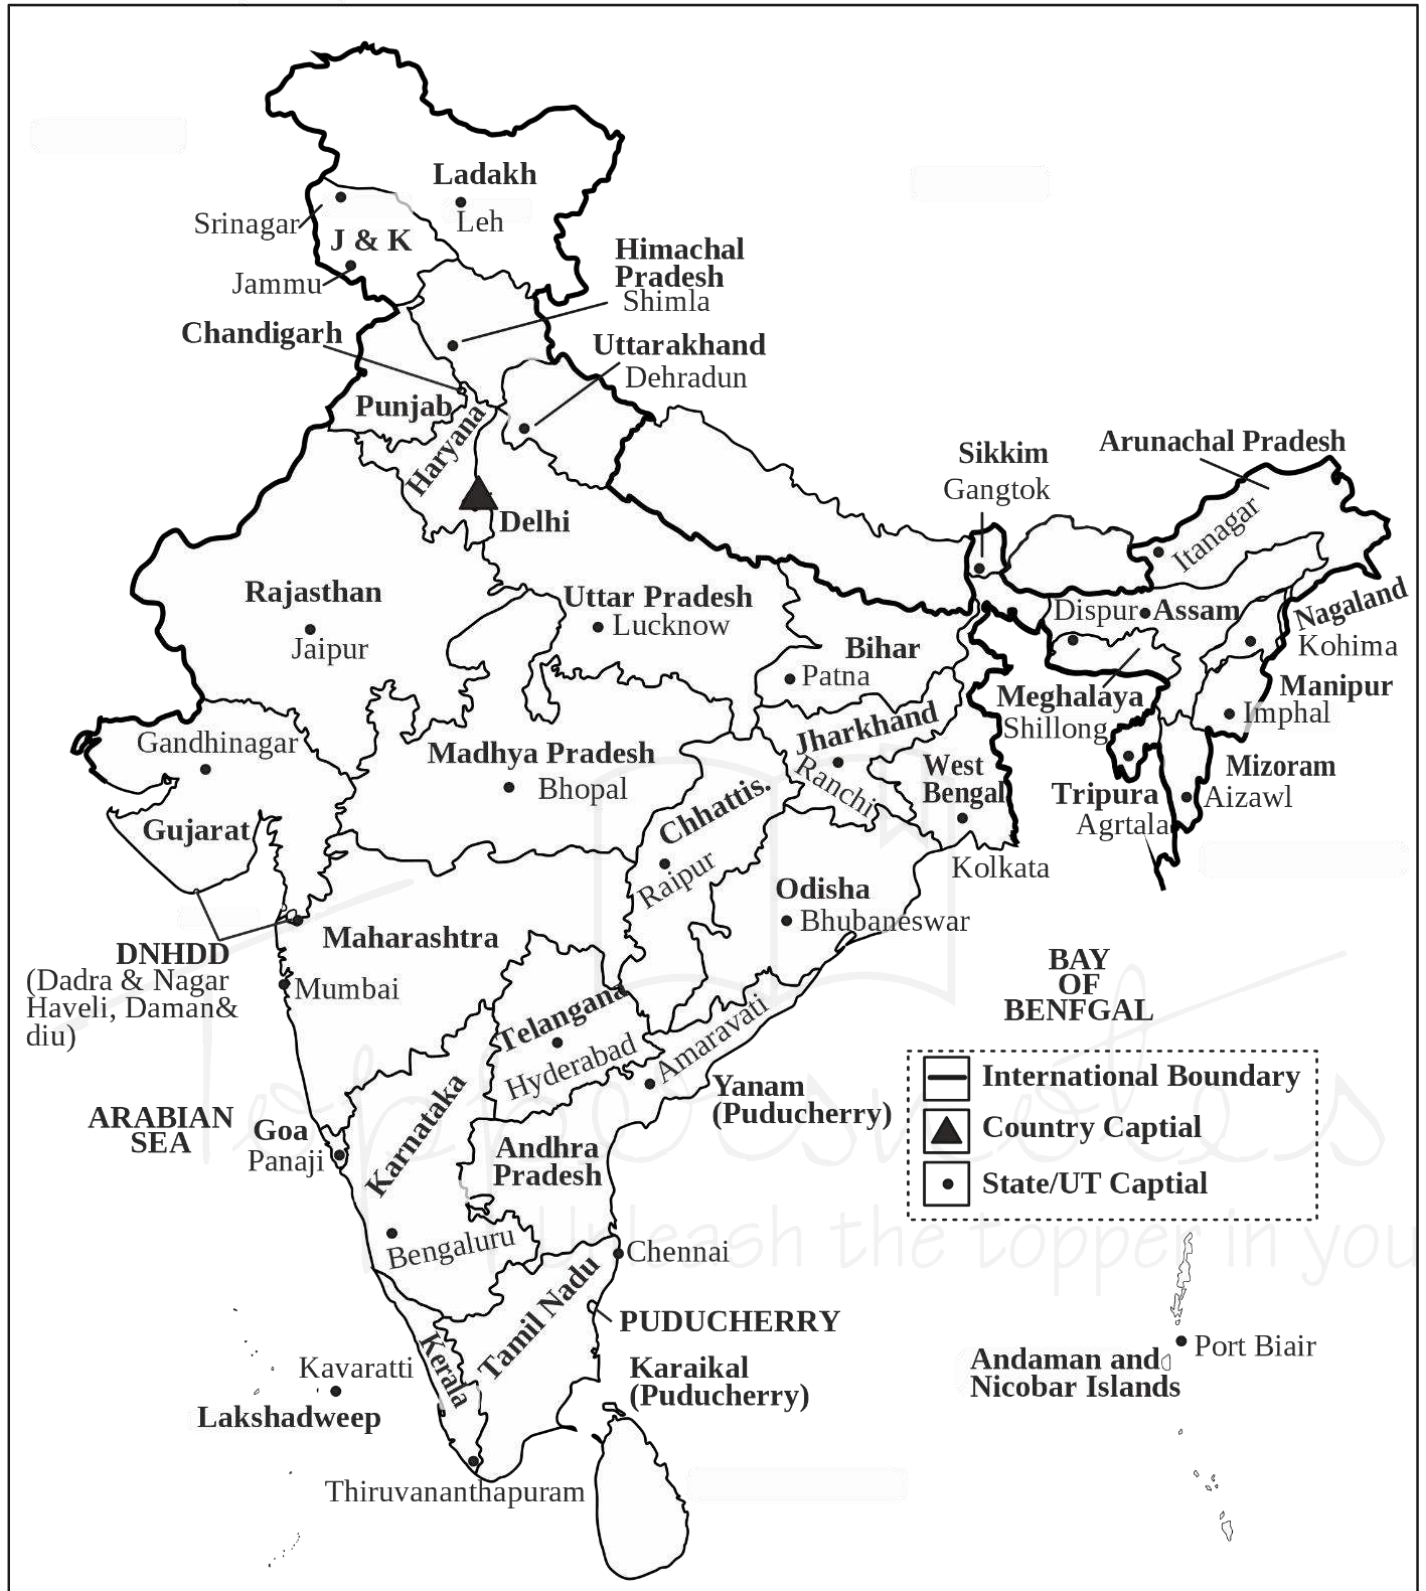 Ladakh
Leh
Srinagar
J & K
Jammu
Himachal
Pradesh
Shimla
Chandigarh
Uttarakhand
Dehradun
Punjab
Haryana
Delhi
Arunachal Pradesh
Sikkim
Gangtok
Itanagar
Rajasthan
Jaipur
Uttar Pradesh
Lucknow
Bihar
Patna
Dispur
Assam
Nagaland
Kohima
Meghalaya
Shillong
Manipur
Imphal
Gandhinagar
Gujarat
Madhya Pradesh
Bhopal
Jharkhand
Ranchi
West
Bengal
Kolkata
Mizoram
Aizawl
Tripura
Agrtala
Chhattis.
Raipur
Odisha
Bhubaneswar
DNHDD
(Dadra & Nagar
Haveli, Daman&
diu)
Maharashtra
Mumbai
BAY
OF
BENFGAL
Telangana
Hyderabad
Amaravati
Yanam
(Puducherry)
International Boundary
Country Captial
State/UT Captial
ARABIAN
SEA
Goa
Panaji
Karnataka
Bengaluru
Andhra
Pradesh
Chennai
Tamil Nadu
PUDUCHERRY
Karaikal
(Puducherry)
Kerala
Kavaratti
Lakshadweep
Thiruvananthapuram
Port Biair
Andaman and
Nicobar Islands
Toppersnotes
Unleash the topper in you